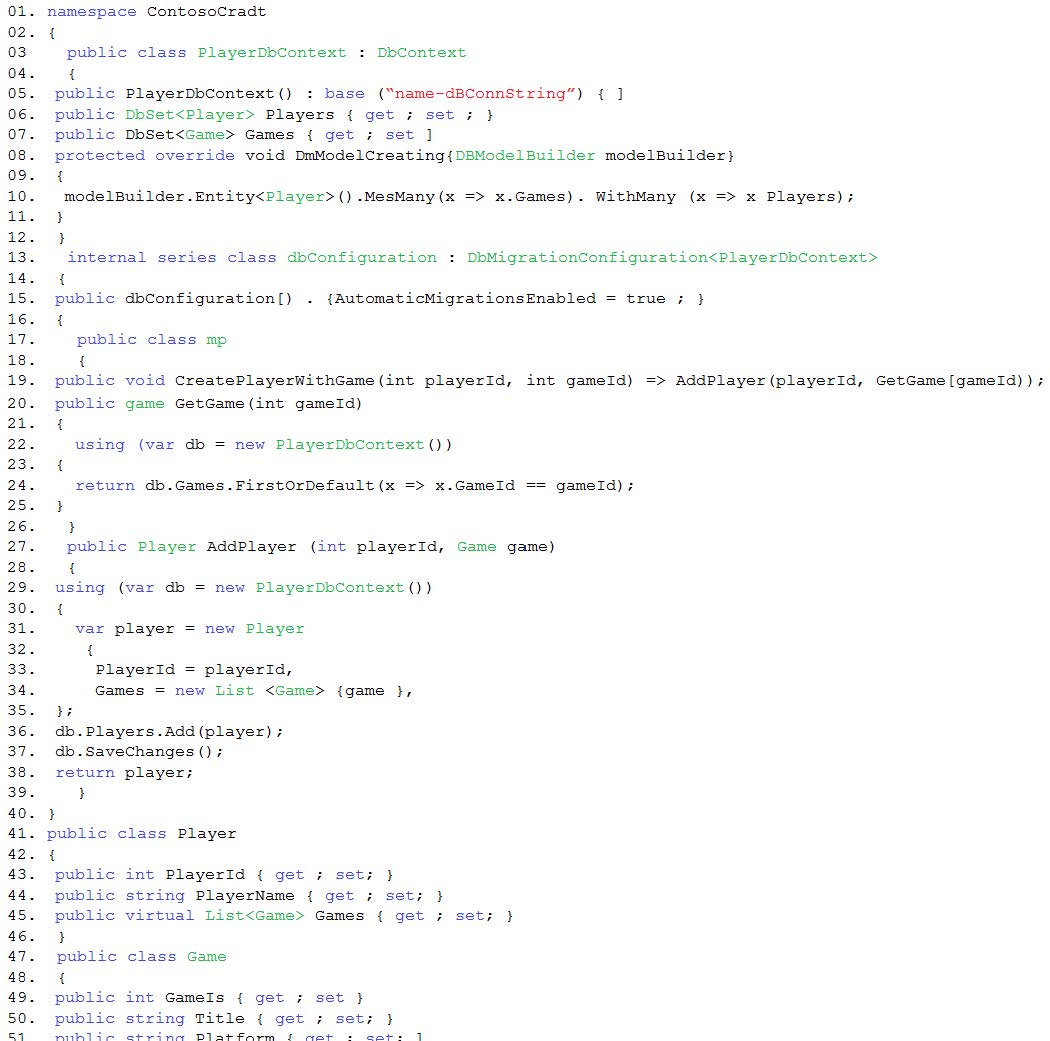 01. namespace ContosoCradt
02. {
03 public class PlayerDbContext : DbContext
04. {
05. public PlayerDbContext() : base (“name-dBConnString”) { ]
06. public DbSet<Player> Players { get ; set ; }
07. public DbSet<Game> Games { get ; set ]
08. protected override void DmModelCreating{DBModelBuilder modelBuilder}
09. {
10. modelBuilder.Entity<Player>().MesMany(x => x.Games). WithMany (x => x Players);
11. }
12. }
13. internal series class dbConfiguration : DbMigrationConfiguration<PlayerDbContext>
14. {
15. public dbConfiguration[) . {AutomaticMigrationsEnabled = true ; }
16. {
17. public class mp
18. {
19. public void CreatePlayerWithGame(int playerId, int gameId) => AddPlayer(playerId, GetGame[gameId));
20. public game GetGame(int gameId)
21. {
22. using (var db = new PlayerDbContext())
23. {
24. return db.Games.FirstOrDefault(x => x.GameId == gameId);
25. }
26. }
27. public Player AddPlayer (int playerId, Game game)
28. {
29. using (var db = new PlayerDbContext())
30. {
31. var player = new Player
32. {
33. PlayerId = playerId,
34. Games = new List <Game> {game },
35. };
36. db.Players.Add(player);
37. db.SaveChanges();
38. return player;
39. }
40. }
41. public class Player
42. {
43. public int PlayerId { get ; set; }
44. public string PlayerName { get ; set; }
45. public virtual List<Game> Games { get ; set; }
46. }
47. public class Game
48. {
49. public int GameIs { get ; set }
50. public string Title { get ; set; }
51. public string Platform { get ; set; ]